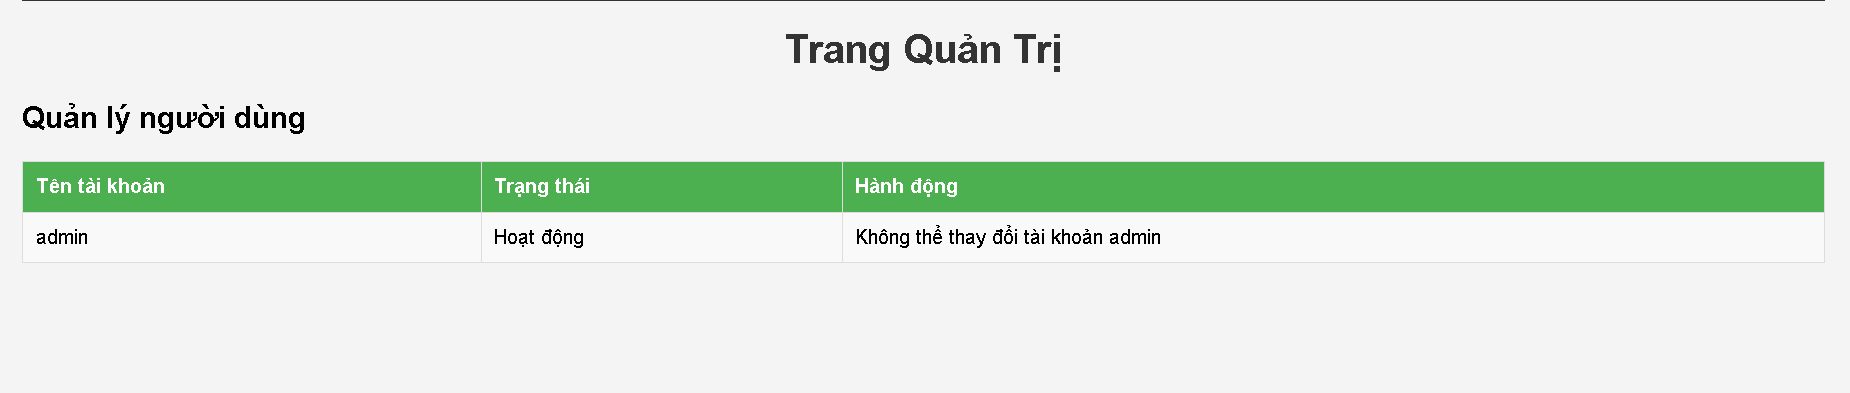 Trang Quản Trị
Quản lý người dùng
Tên tài khoản Trạng thái Hành động
admin Hoạt động Không thể thay đổi tài khoản admin